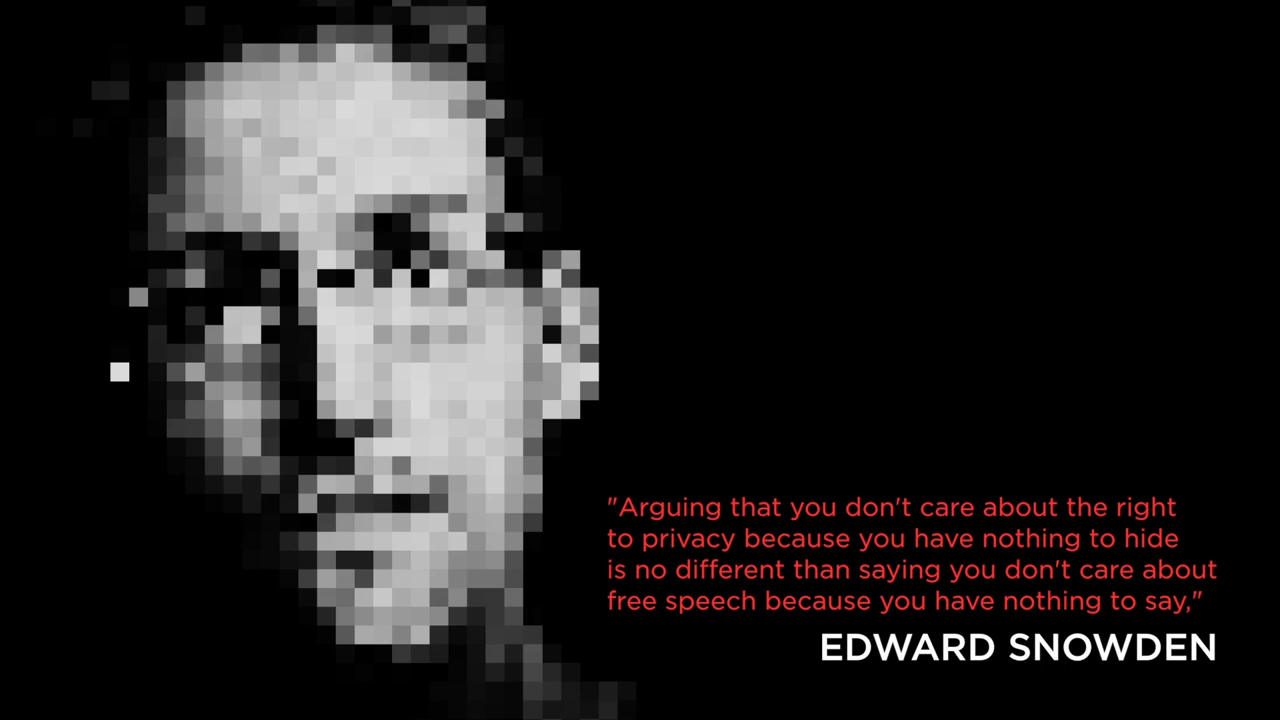 "Arguing that you don't care about the right
to privacy because you have nothing to hide
is no different than saying you don't care about
free speech because you have nothing to say,"
EDWARD SNOWDEN